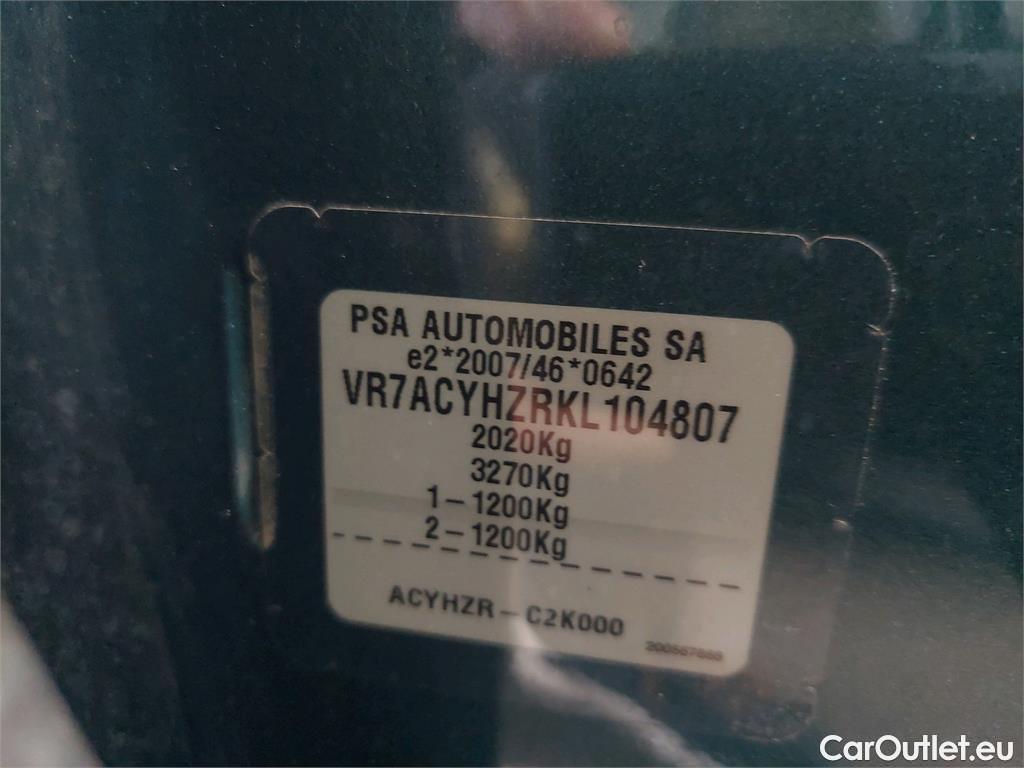 PSA AUTOMOBILES SA
e2*2007/46*0642
VR7ACYHZRKL104807
2020Kg
3270Kg
1-1200Kg
2-1200Kg
ACYHZR-C2K000
CarOutlet.eu